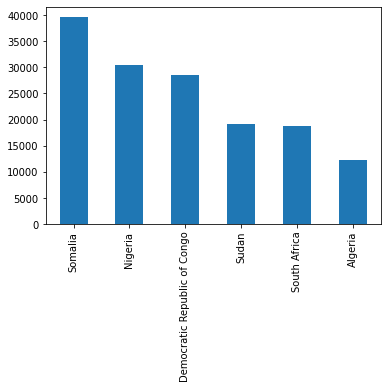 40000
35000
30000
25000
20000
15000
10000
5000
0
Somalia
Nigeria
Democratic Republic of Congo
Sudan
South Africa
Algeria